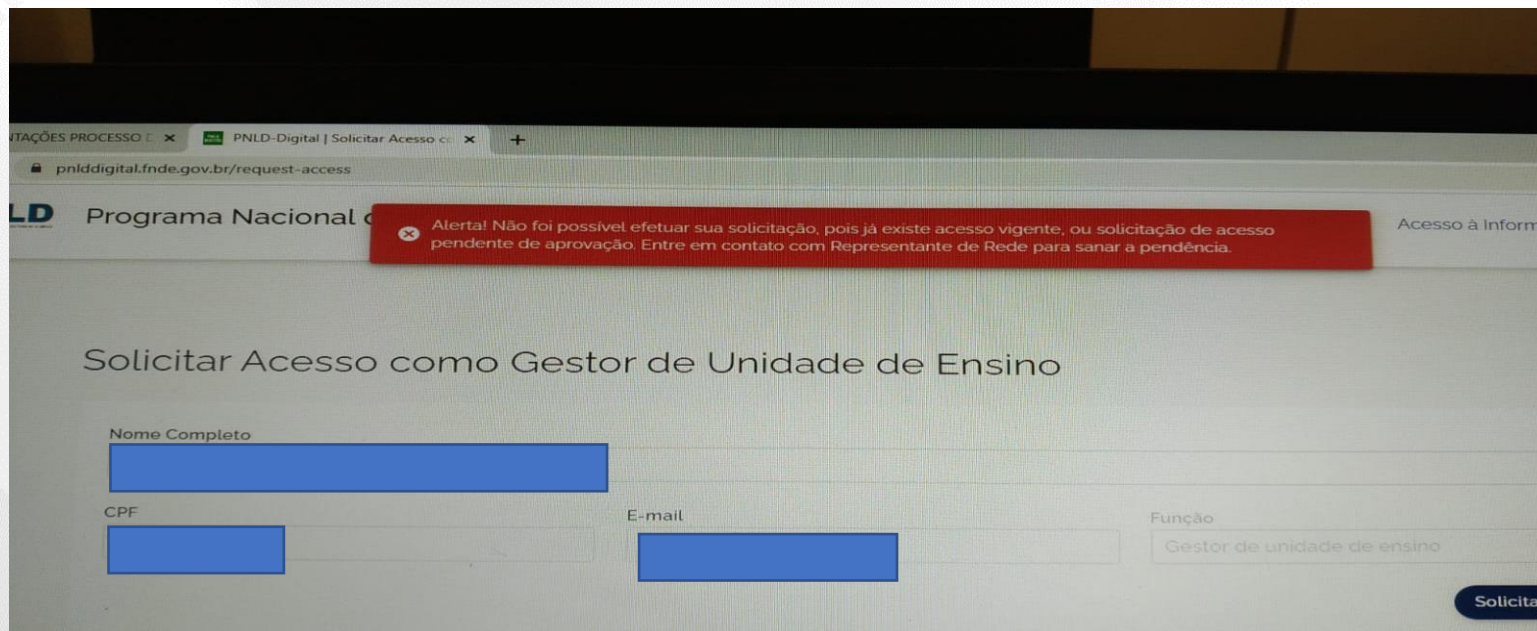 NTAÇÕES PROCESSO D
PNLD-Digital | Solicitar Acesso co
pnlddigital.fnde.gov.br/request-access
LD
Programa Nacional
Alerta! Não foi possível efetuar sua solicitação, pois já existe acesso vigente, ou solicitação de acesso
pendente de aprovação. Entre em contato com Representante de Rede para sanar a pendência.
Acesso à Inform
Solicitar Acesso como Gestor de Unidade de Ensino
Nome Completo
CPF
E-mail
Função
Gestor de unidade de ensino
Solicita